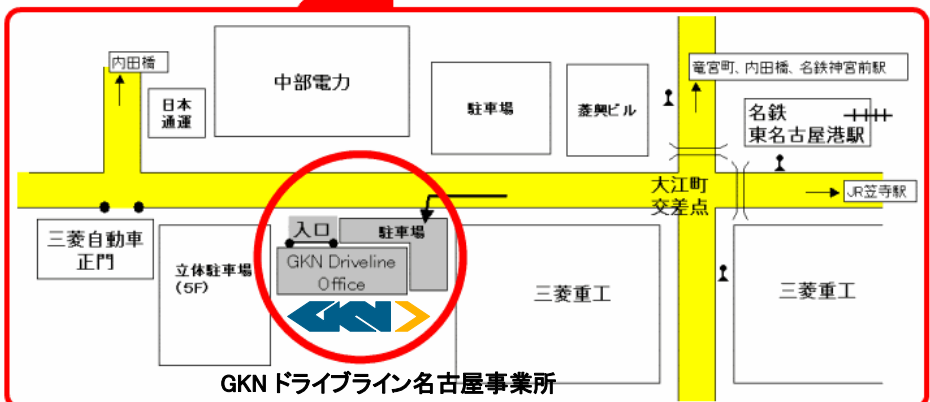 内田橋
中部電力
日本
通運
駐車場
菱興ビル
竜宮町、内田橋、名鉄神宮前駅
名鉄
東名古屋港駅
大江町
交差点
JR笠寺駅
三菱自動車
正門
立体駐車場
(5F)
入口
駐車場
GKN Driveline
Office
GKN
三菱重工
三菱重工
GKN ドライブライン名古屋事業所